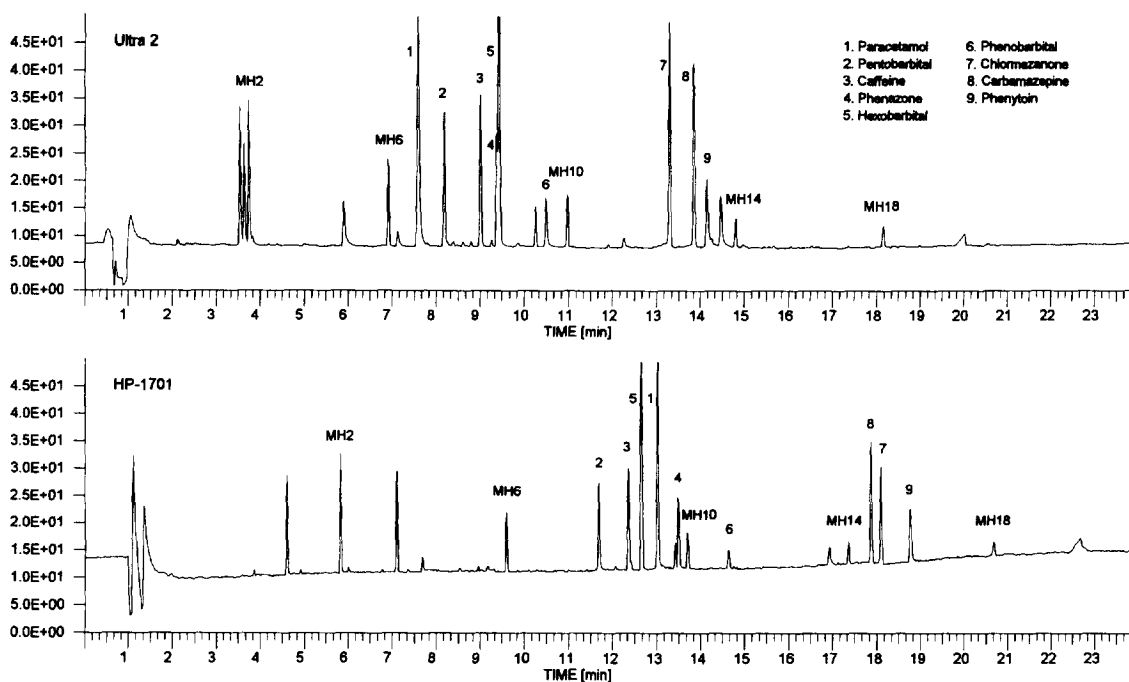 Ultra 2
4.5E+01
4.0E+01
3.5E+01
3.0E+01
2.5E+01
2.0E+01
1.5E+01
1.0E+01
5.0E+00
0.0E+00
MH2
MH6
1
2
3
4
5
6
MH10
7
8
9
MH14
MH18
1. Paracetamol 6. Phenobarbital
2. Pentobarbital 7. Chlormezanone
3. Caffeine 8. Carbamazepine
4. Phenazone 9. Phenytoin
5. Hexobarbital
1 2 3 4 5 6 7 8 9 10 11 12 13 14 15 16 17 18 19 20 21 22 23
TIME [min]
HP-1701
4.5E+01
4.0E+01
3.5E+01
3.0E+01
2.5E+01
2.0E+01
1.5E+01
1.0E+01
5.0E+00
0.0E+00
MH2
MH6
2
3
5
1
4
MH10
6
MH14
8
7
9
MH18
1 2 3 4 5 6 7 8 9 10 11 12 13 14 15 16 17 18 19 20 21 22 23
TIME [min]